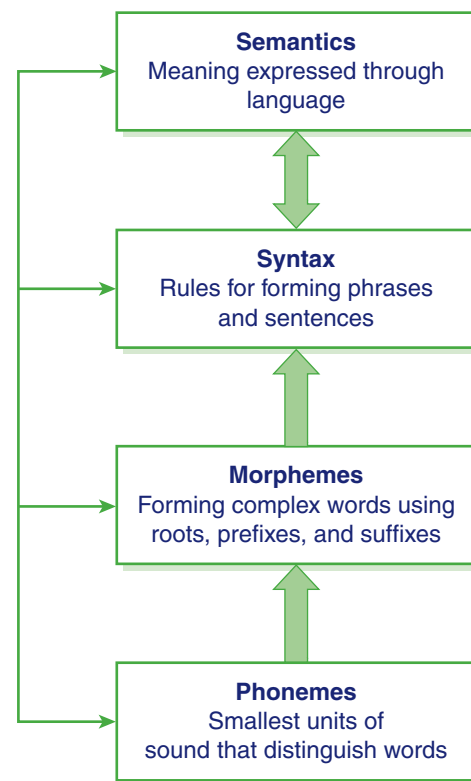 Semantics
Meaning expressed through
language
Syntax
Rules for forming phrases
and sentences
Morphemes
Forming complex words using
roots, prefixes, and suffixes
Phonemes
Smallest units of
sound that distinguish words